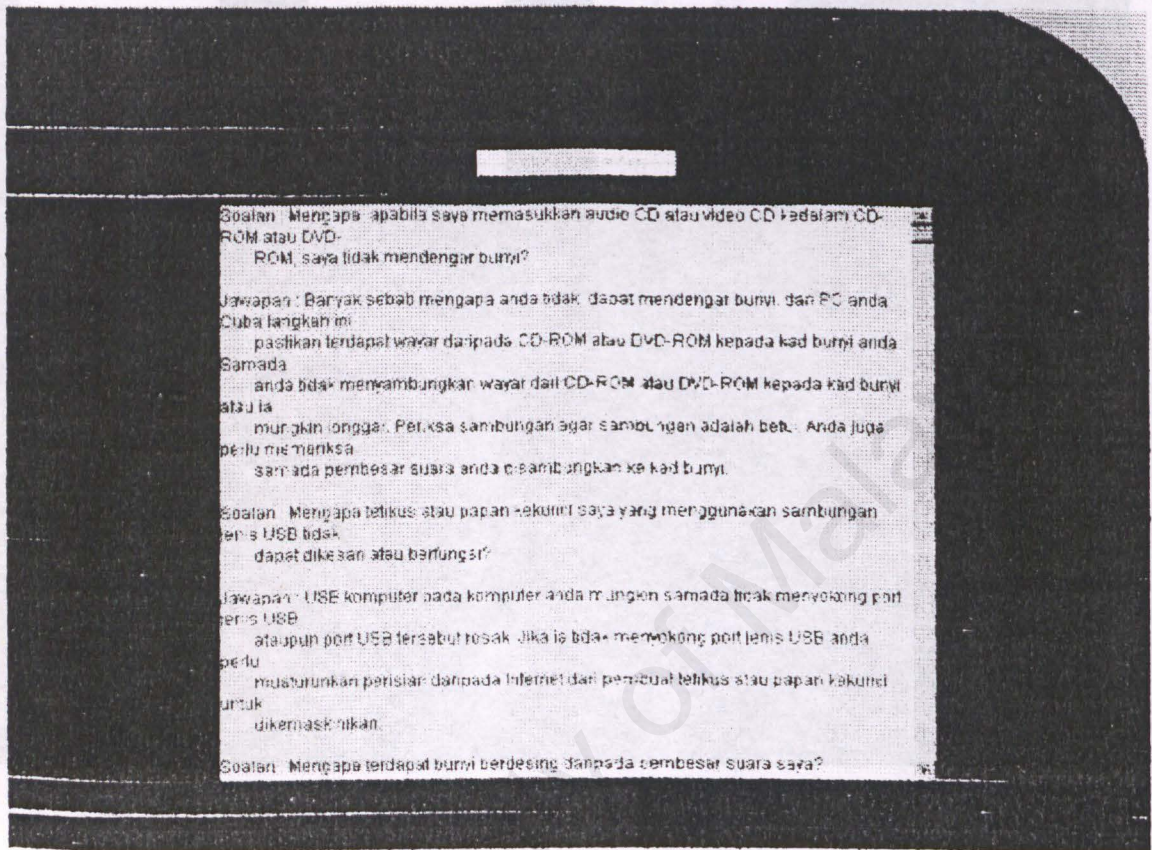 Soalan : Mengapa apabila saya memasukkan audio CD atau video CD kedalam CD-
ROM atau DVD-
ROM, saya tidak mendengar bunyi?
Jawapan : Banyak sebab mengapa anda tidak dapat mendengar bunyi dari PC anda
Cuba langkah ini
pastikan terdapat wayar daripada CD-ROM atau DVD-ROM kepada kad bunyi anda
Samada
anda tidak menyambungkan wayar dari CD-ROM atau DVD-ROM kepada kad bunyi
atau ia
mungkin longgar. Periksa sambungan agar sambungan adalah betul. Anda juga
perlu memeriksa
samada pembesar suara anda disambungkan ke kad bunyi.
Soalan : Mengapa tetikus atau papan kekunci saya yang menggunakan sambungan
jenis USB tidak
dapat dikesan atau berfungsi?
Jawapan : USB komputer pada komputer anda mungkin samada tidak menyokong port
jenis USB
ataupun port USB tersebut rosak. Jika ia tidak menyokong port jenis USB anda
perlu
muaturunkan perisian daripada Internet dari pembuat tetikus atau papan kekunci
untuk
dikemaskinikan.
Soalan : Mengapa terdapat bunyi berdesing daripada pembesar suara saya?
of Mala